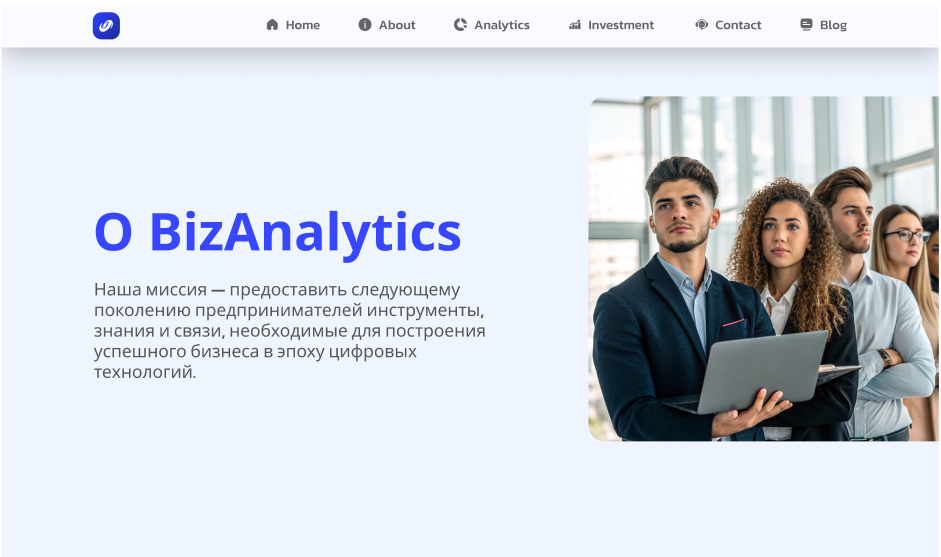 Home About Analytics Investment Contact Blog
О BizAnalytics
Наша миссия — предоставить следующему
поколению предпринимателей инструменты,
знания и связи, необходимые для построения
успешного бизнеса в эпоху цифровых
технологий.